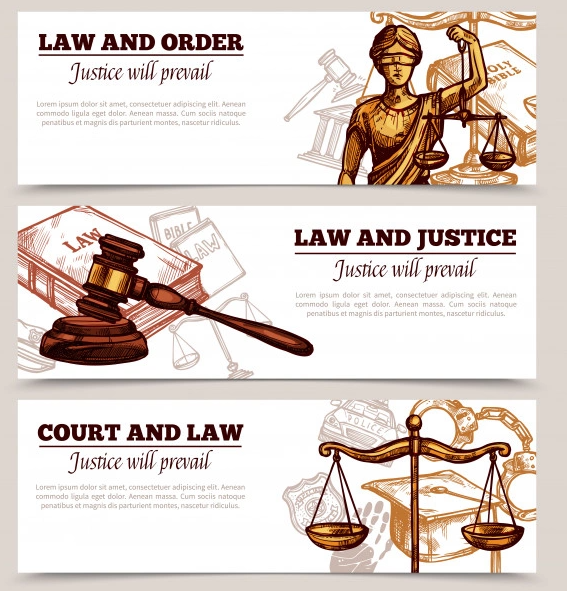 LAW AND ORDER
Justice will prevail
Lorem ipsum dolor sit amet, consectetuer adipiscing elit. Aenean
commodo ligula eget dolor. Aenean massa. Cum sociis natoque
penatibus et magnis dis parturient montes, nascetur ridiculus.
HOLY
BIBLE
LAW
BIBLE
LAW
LAW AND JUSTICE
Justice will prevail
Lorem ipsum dolor sit amet, consectetuer adipiscing elit. Aenean
commodo ligula eget dolor. Aenean massa. Cum sociis natoque
penatibus et magnis dis parturient montes, nascetur ridiculus.
COURT AND LAW
Justice will prevail
Lorem ipsum dolor sit amet, consectetuer adipiscing elit. Aenean
commodo ligula eget dolor. Aenean massa. Cum sociis natoque
penatibus et magnis dis parturient montes, nascetur ridiculus.
POLICE